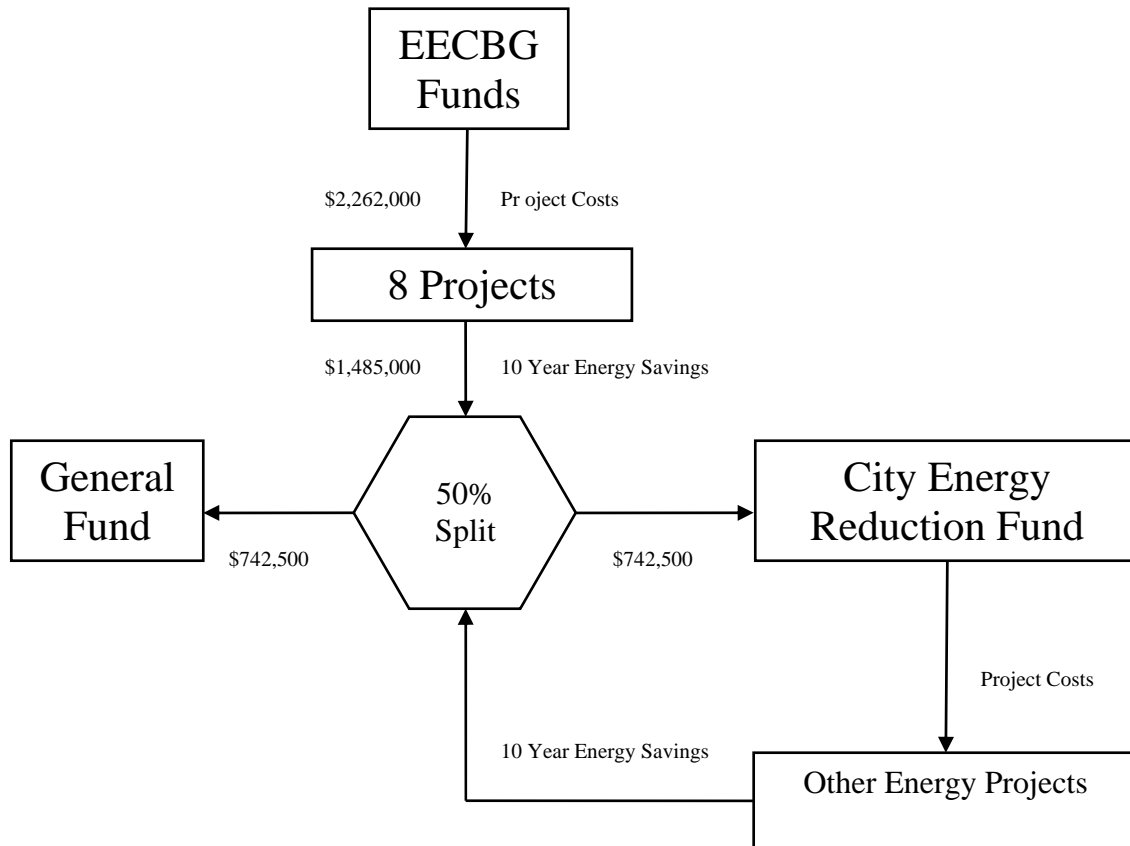 EECBG
Funds
$2,262,000
Pr oject Costs
8 Projects
$1,485,000
10 Year Energy Savings
General
Fund
50%
Split
City Energy
Reduction Fund
$742,500
$742,500
Project Costs
10 Year Energy Savings
Other Energy Projects